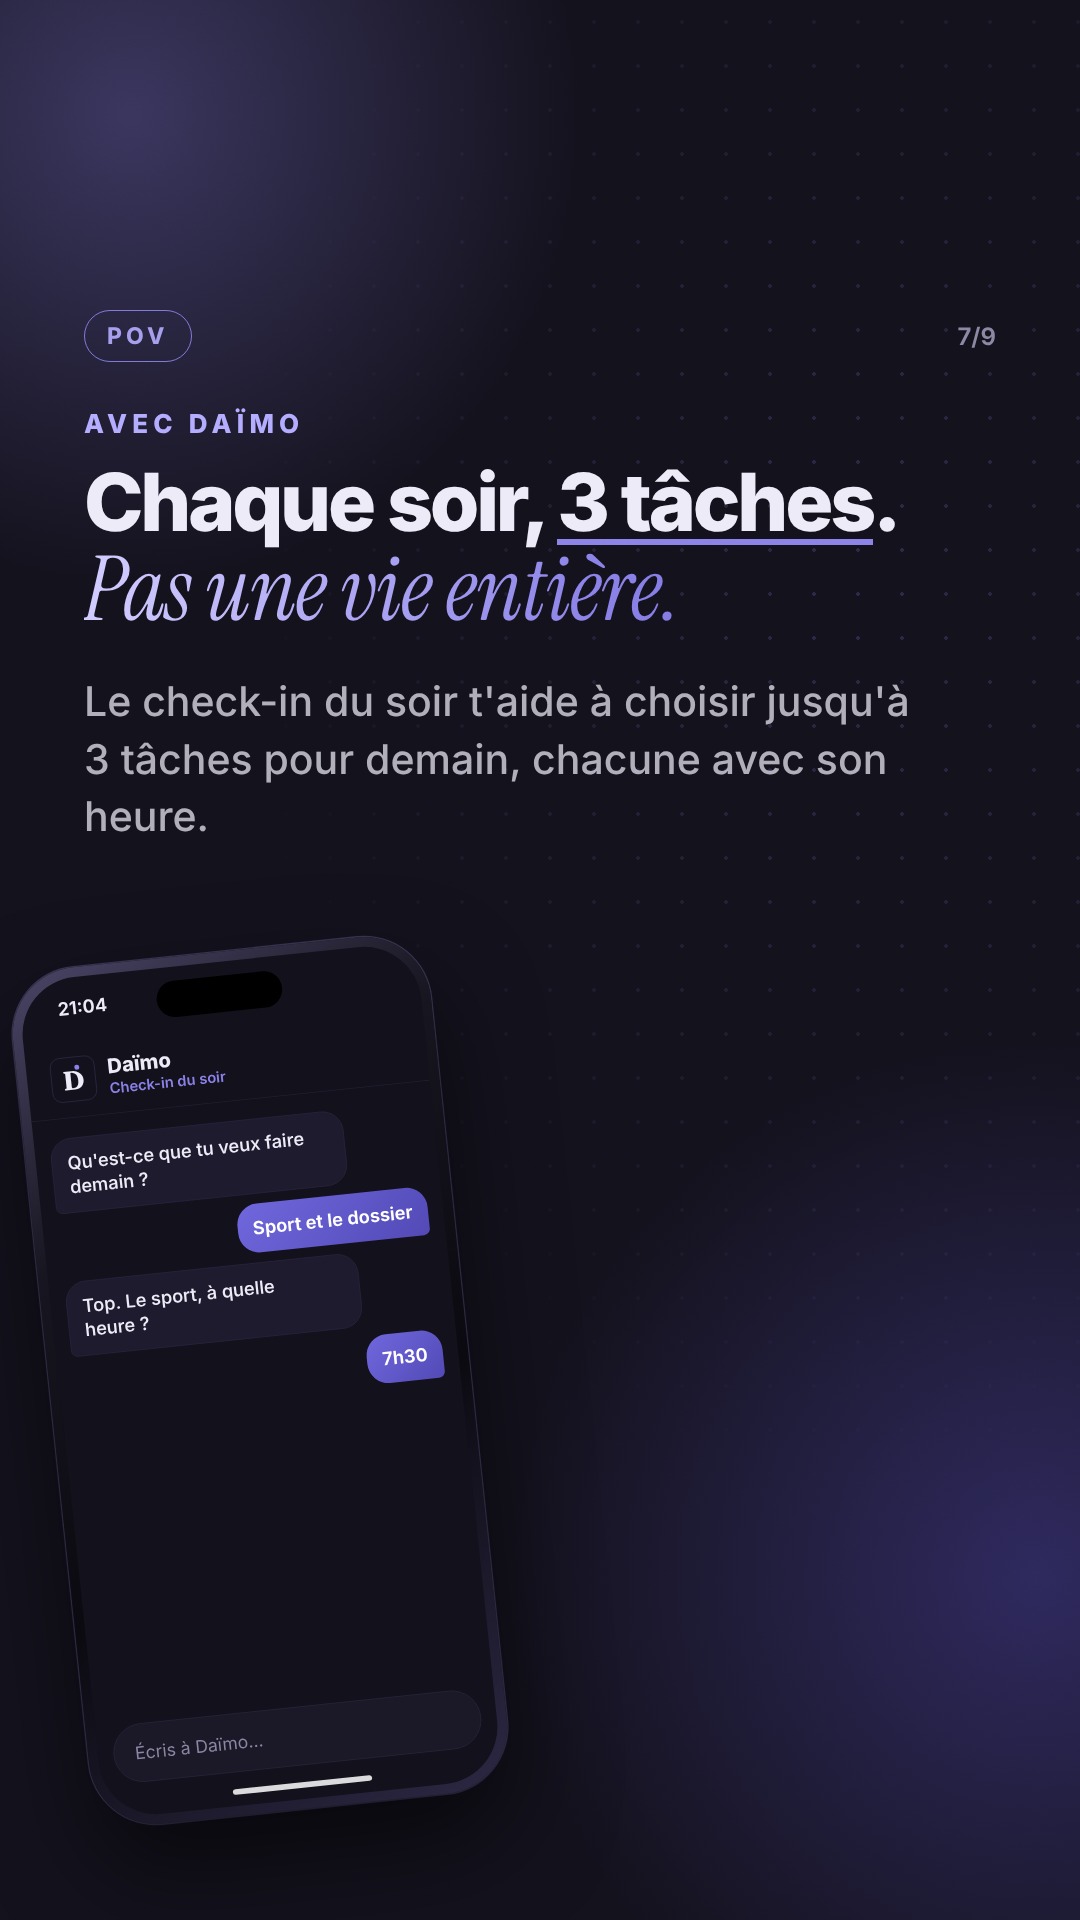 POV
7/9
AVEC DAÏMO
Chaque soir, 3 tâches.
Pas une vie entière.
Le check-in du soir t'aide à choisir jusqu'à
3 tâches pour demain, chacune avec son
heure.
21:04
D
Daïmo
Check-in du soir
Qu'est-ce que tu veux faire
demain ?
Sport et le dossier
Top. Le sport, à quelle
heure ?
7h30
Écris à Daïmo...